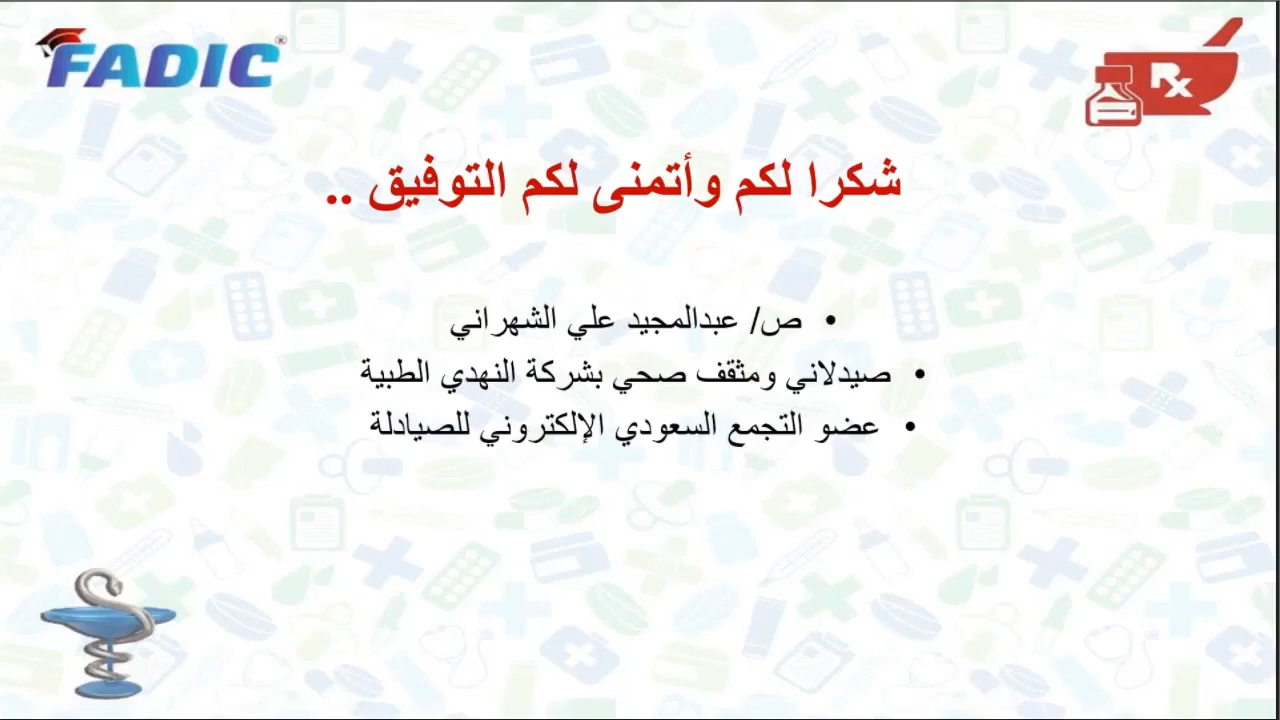 FADIC®
Rx
شكرا لكم وأتمنى لكم التوفيق ..
• ص/ عبدالمجيد علي الشهراني
• صيدلاني ومثقف صحي بشركة النهدي الطبية
• عضو التجمع السعودي الإلكتروني للصيادلة